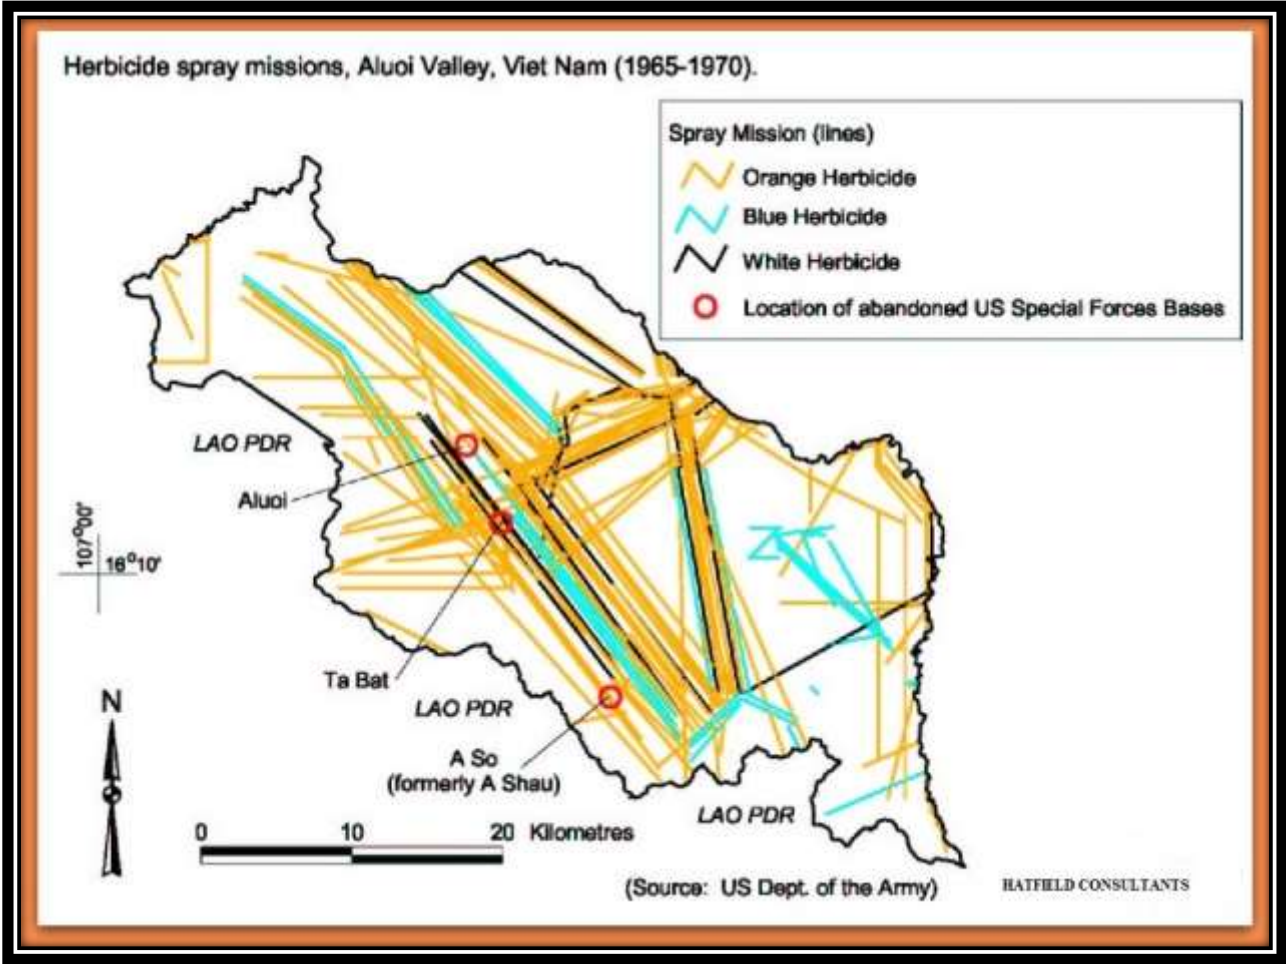 Herbicide spray missions, Aluoi Valley, Viet Nam (1965-1970).
Spray Mission (lines)
Orange Herbicide
Blue Herbicide
White Herbicide
Location of abandoned US Special Forces Bases
LAO PDR
Aluoi
107°00'
16°10'
Ta Bat
LAO PDR
N
A So
(formerly A Shau)
LAO PDR
0 10 20 Kilometres
(Source: US Dept. of the Army)
HATFIELD CONSULTANTS